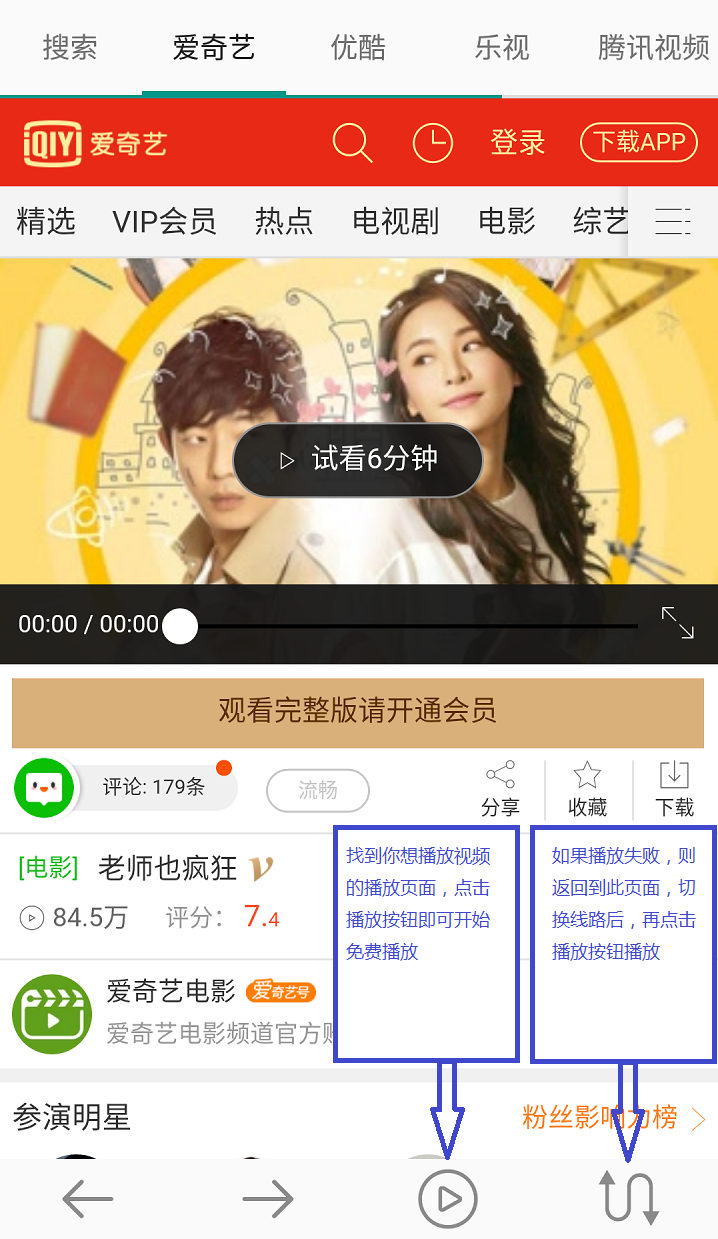 搜索 爱奇艺 优酷 乐视 腾讯视频
iQIYI 爱奇艺 登录 下载APP
精选 VIP会员 热点 电视剧 电影 综艺
试看6分钟
00:00 / 00:00
观看完整版请开通会员
评论: 179条 流畅 分享 收藏 下载
[电影] 老师也疯狂
84.5万 评分: 7.4
爱奇艺电影 爱奇艺号
爱奇艺电影频道官方
找到你想播放视频
的播放页面，点击
播放按钮即可开始
免费播放
如果播放失败，则
返回到此页面，切
换线路后，再点击
播放按钮播放
参演明星 粉丝影响力榜